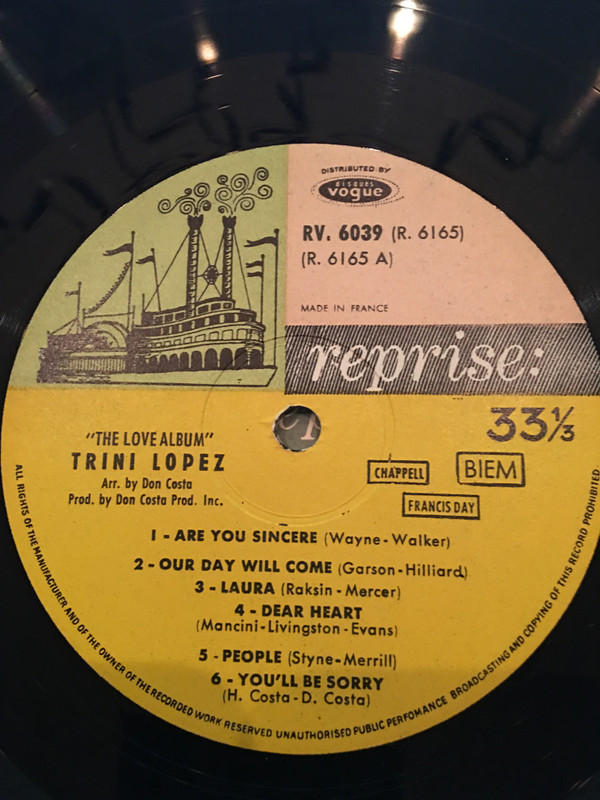 DISTRIBUTED BY
DISQUES
vogue
RV. 6039 (R. 6165)
(R. 6165 A)
MADE IN FRANCE
reprise:
33⅓
"THE LOVE ALBUM"
TRINI LOPEZ
Arr. by Don Costa
Prod. by Don Costa Prod. Inc.
CHAPPELL
BIEM
FRANCIS DAY
1 - ARE YOU SINCERE (Wayne - Walker)
2 - OUR DAY WILL COME (Garson - Hilliard)
3 - LAURA (Raksin - Mercer)
4 - DEAR HEART
(Mancini - Livingston - Evans)
5 - PEOPLE (Styne - Merrill)
6 - YOU'LL BE SORRY
(H. Costa - D. Costa)
ALL RIGHTS OF THE MANUFACTURER AND OF THE OWNER OF THE RECORDED WORK RESERVED UNAUTHORISED PUBLIC PERFOMANCE BROADCASTING AND COPYING OF THIS RECORD PROHIBITED